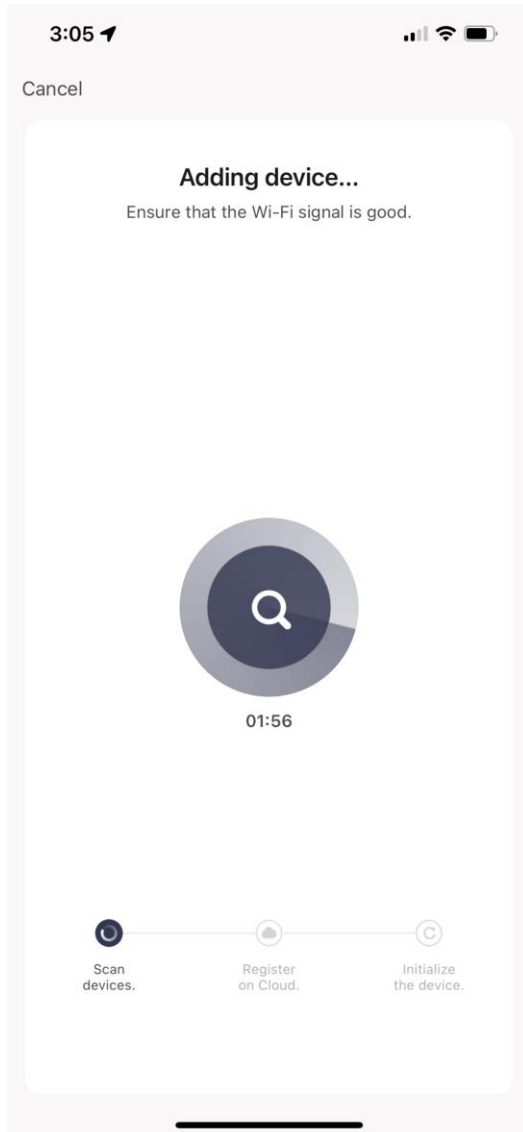 3:05
Cancel
Adding device...
Ensure that the Wi-Fi signal is good.
01:56
Scan
devices.
Register
on Cloud.
Initialize
the device.